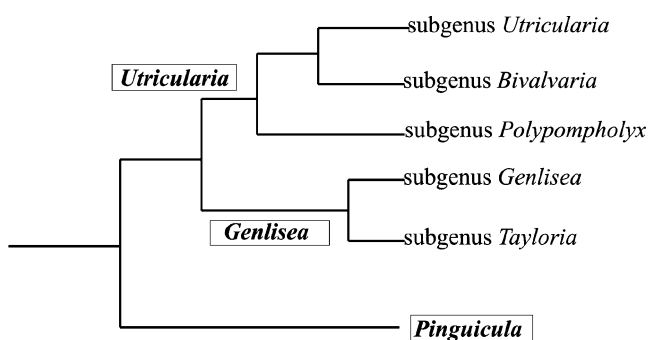 subgenus Utricularia
Utricularia
subgenus Bivalvaria
subgenus Polypompholyx
subgenus Genlisea
Genlisea
subgenus Tayloria
Pinguicula